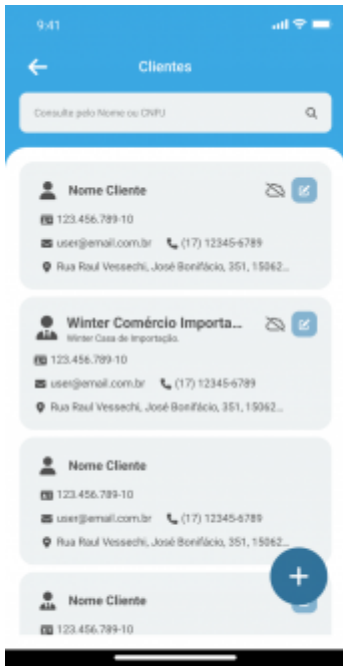 9:41
Clientes
Consulte pelo Nome ou CNPJ
Nome Cliente
123.456.789-10
user@email.com.br (17) 12345-6789
Rua Raul Vessechi, José Bonifácio, 351, 15062...
Winter Comércio Importa...
Winter Casa de Importação.
123.456.789-10
user@email.com.br (17) 12345-6789
Rua Raul Vessechi, José Bonifácio, 351, 15062...
Nome Cliente
123.456.789-10
user@email.com.br (17) 12345-6789
Rua Raul Vessechi, José Bonifácio, 351, 15062...
Nome Cliente
123.456.789-10